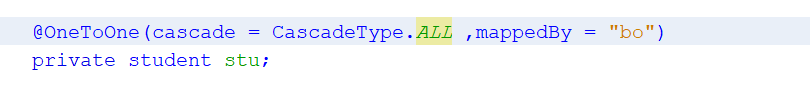 @OneToOne(cascade = CascadeType.ALL ,mappedBy = "bo")
private student stu;